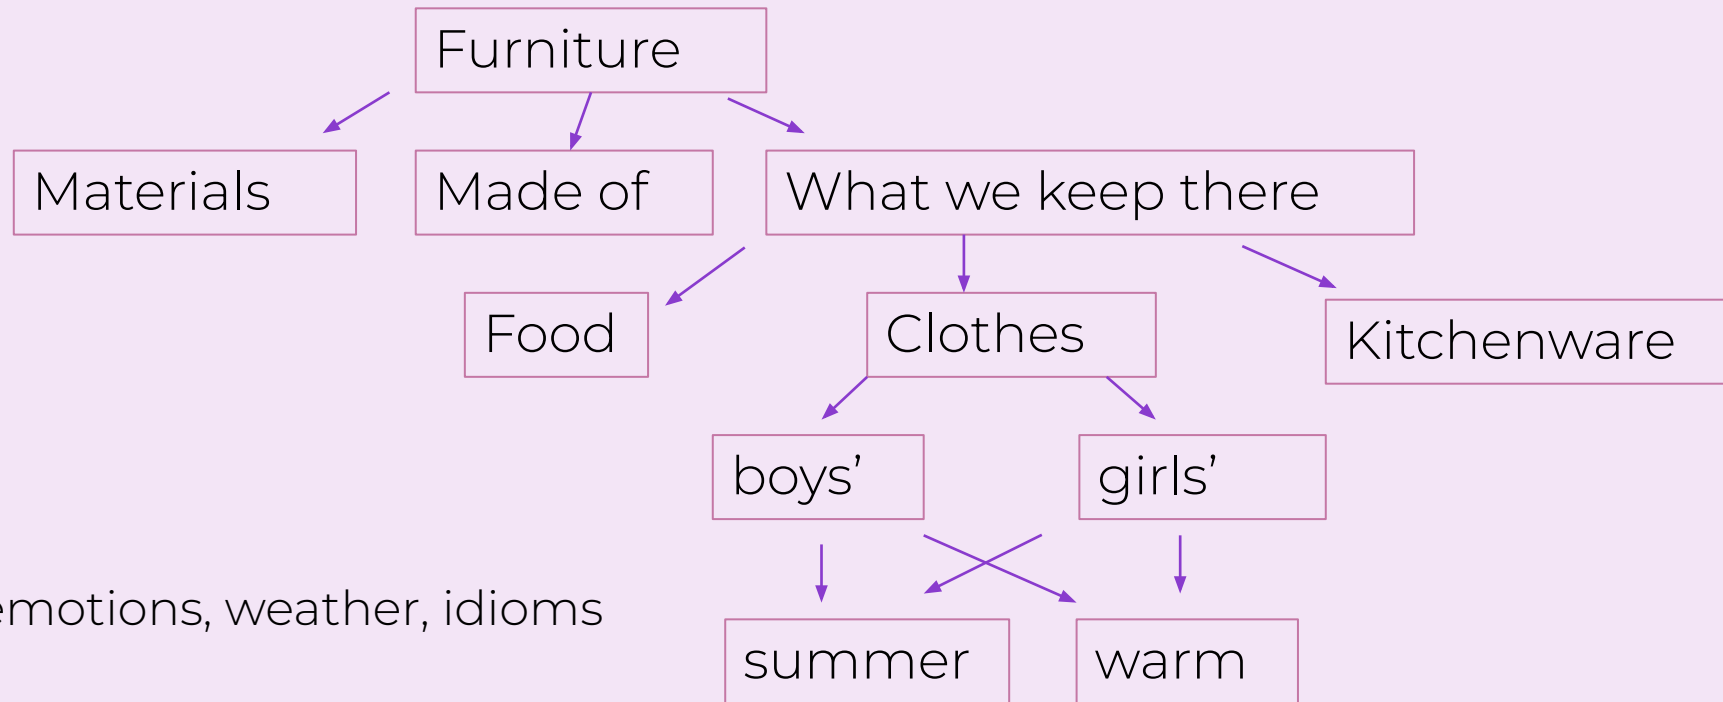 Furniture
Materials
Made of
What we keep there
Food
Clothes
Kitchenware
boys’
girls’
emotions, weather, idioms
summer
warm